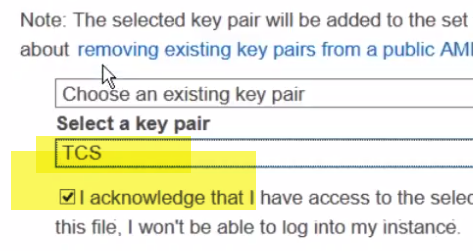 Note: The selected key pair will be added to the set
about removing existing key pairs from a public AM
Choose an existing key pair
Select a key pair
TCS
I acknowledge that I have access to the selec
this file, I won't be able to log into my instance.